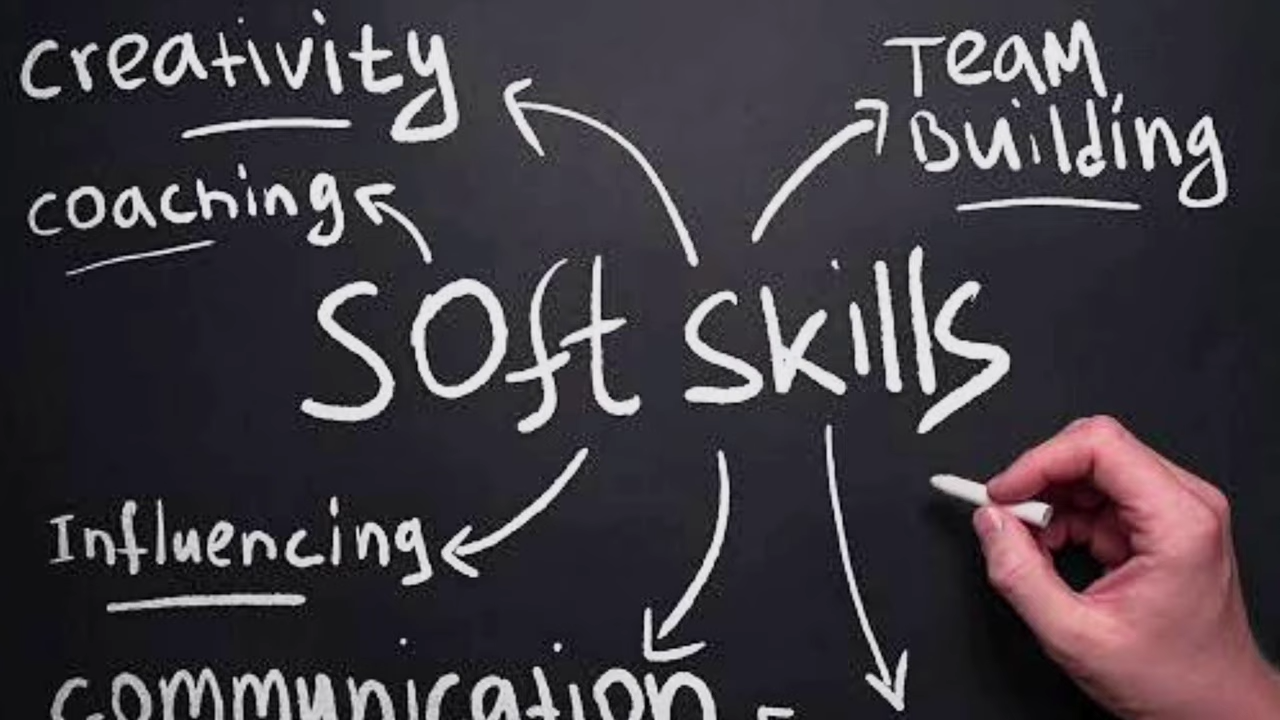 creativity
Team
Building
coaching
Soft Skills
Influencing
communication